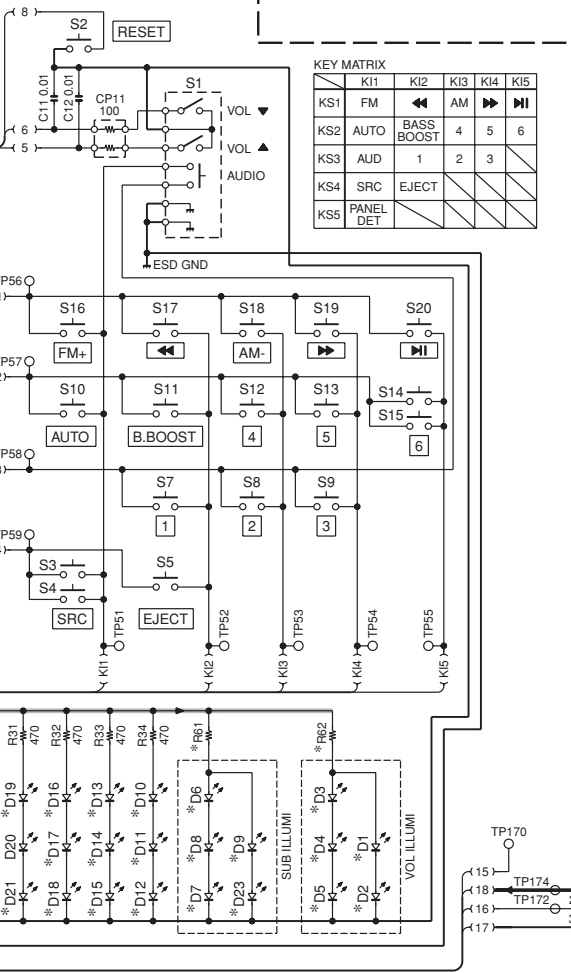 8
S2
RESET
C11 0.01
C12 0.01
CP11
100
S1
VOL ▼
VOL ▲
AUDIO
6
5
ESD GND
KEY MATRIX
KI1 KI2 KI3 KI4 KI5
KS1 FM ◀◀ AM ▶▶ ▶II
KS2 AUTO BASS BOOST 4 5 6
KS3 AUD 1 2 3
KS4 SRC EJECT
KS5 PANEL DET
TP56
S16 S17 S18 S19 S20
FM+ ◀◀ AM- ▶▶ ▶II
TP57
S10 S11 S12 S13 S14
S15
AUTO B.BOOST 4 5 6
TP58
S7 S8 S9
1 2 3
TP59
S3 S5
S4
SRC EJECT
TP51 TP52 TP53 TP54 TP55
KI1 KI2 KI3 KI4 KI5
R31 470 R32 470 R33 470 R34 470 *R61 *R62
*D19 *D16 *D13 *D10 *D6 *D3
D20 *D17 *D14 *D11 *D8 *D9 *D4 *D1
*D21 *D18 *D15 *D12 *D7 D23 *D5 *D2
SUB ILLUMI
VOL ILLUMI
TP170
15
18 TP174
16 TP172
17